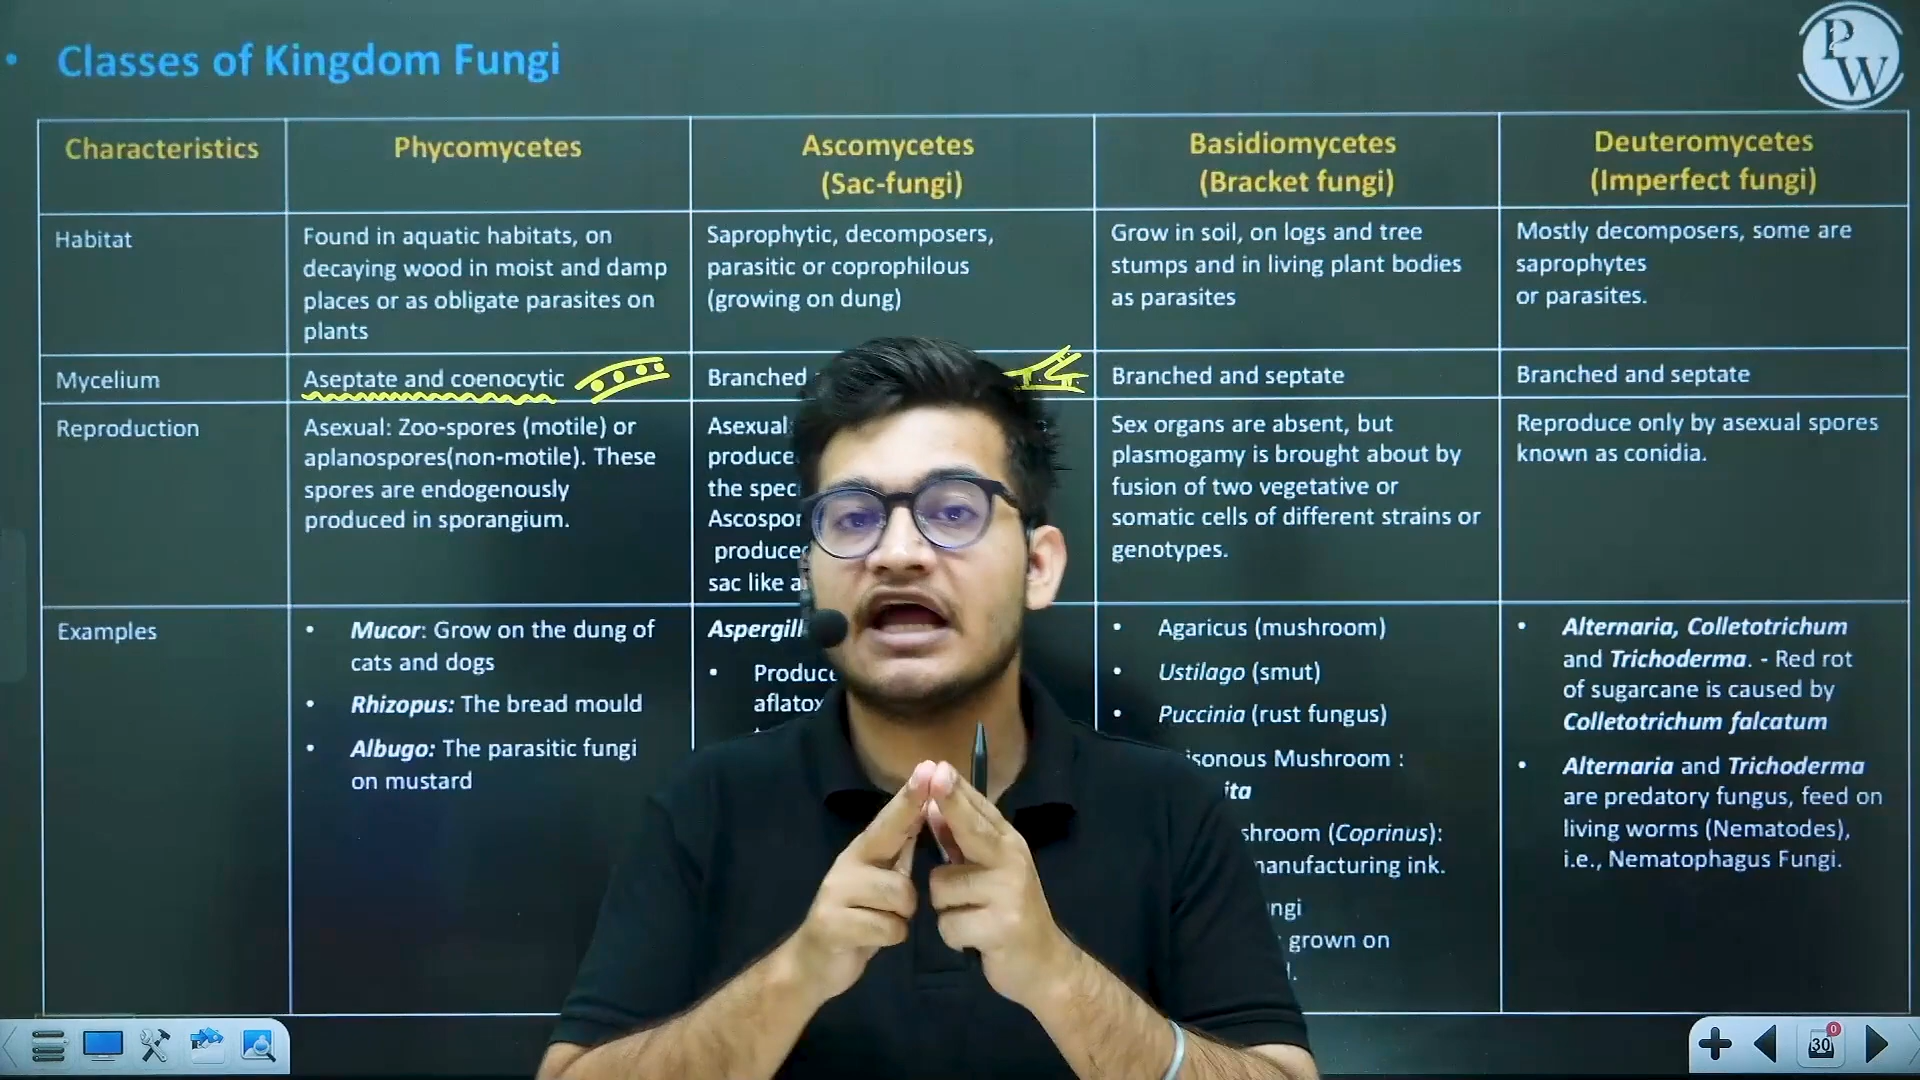 Classes of Kingdom Fungi
PW
Characteristics
Phycomycetes
Ascomycetes
(Sac-fungi)
Basidiomycetes
(Bracket fungi)
Deuteromycetes
(Imperfect fungi)
Habitat
Found in aquatic habitats, on
decaying wood in moist and damp
places or as obligate parasites on
plants
Saprophytic, decomposers,
parasitic or coprophilous
(growing on dung)
Grow in soil, on logs and tree
stumps and in living plant bodies
as parasites
Mostly decomposers, some are
saprophytes
or parasites.
Mycelium
Aseptate and coenocytic
Branched
Branched and septate
Branched and septate
Reproduction
Asexual: Zoo-spores (motile) or
aplanospores(non-motile). These
spores are endogenously
produced in sporangium.
Asexual
produce
the
sac like
Sex organs are absent, but
plasmogamy is brought about by
fusion of two vegetative or
somatic cells of different strains or
genotypes.
Reproduce only by asexual spores
known as conidia.
Examples
• Mucor: Grow on the dung of
cats and dogs
• Rhizopus: The bread mould
• Albugo: The parasitic fungi
on mustard
• Agaricus (mushroom)
• Ustilago (smut)
• Puccinia (rust fungus)
Mushroom :
(Coprinus):
manufacturing ink.
grown on
• Alternaria, Colletotrichum
and Trichoderma. - Red rot
of sugarcane is caused by
Colletotrichum falcatum
• Alternaria and Trichoderma
are predatory fungus, feed on
living worms (Nematodes),
i.e., Nematophagus Fungi.
30
0